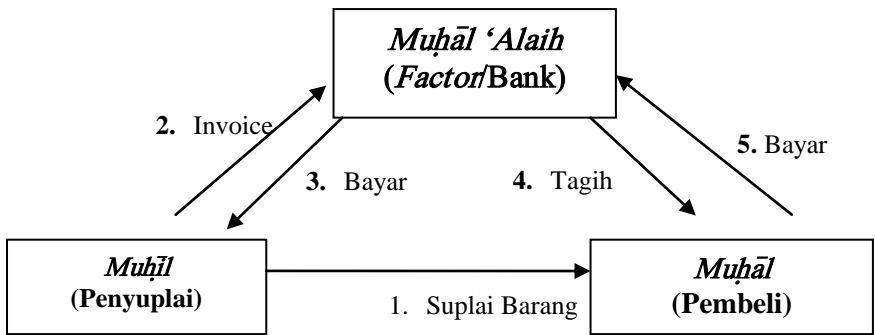 Muḥāl ‘Alaih
(Factor/Bank)
2. Invoice
5. Bayar
3. Bayar
4. Tagih
Muḥīl
(Penyuplai)
1. Suplai Barang
Muḥāl
(Pembeli)